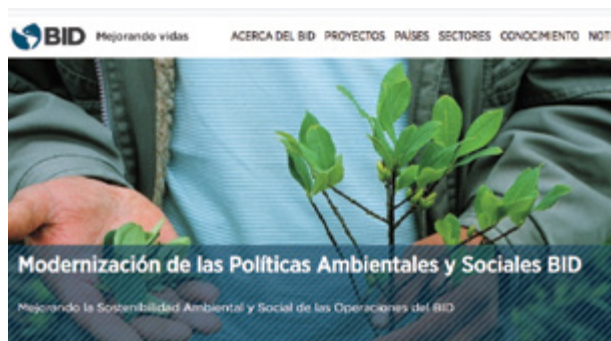 BID Mejorando vidas ACERCA DEL BID PROYECTOS PAÍSES SECTORES CONOCIMIENTO NOT
Modernización de las Políticas Ambientales y Sociales BID
Mejorando la Sostenibilidad Ambiental y Social de las Operaciones del BID